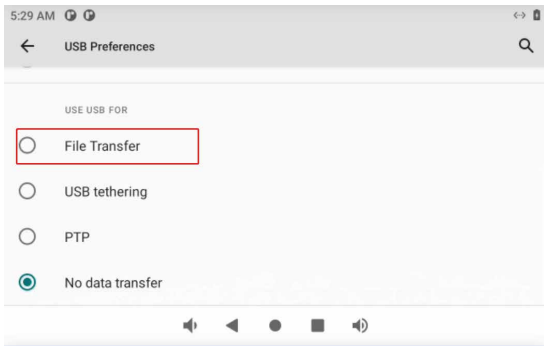 5:29 AM
USB Preferences
USE USB FOR
File Transfer
USB tethering
PTP
No data transfer